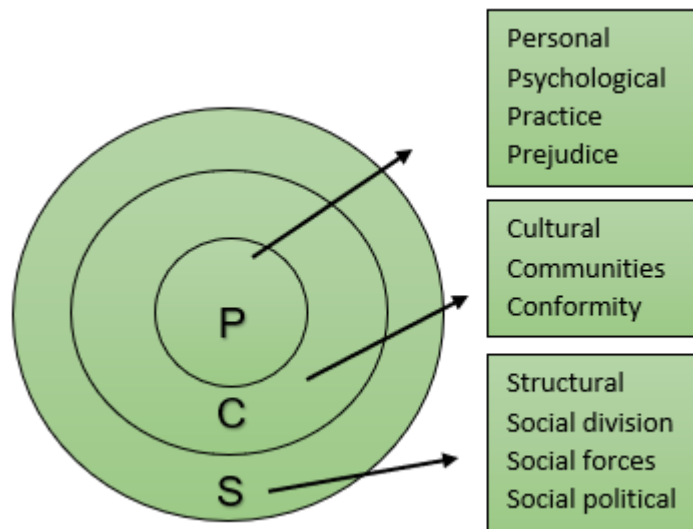 Personal
Psychological
Practice
Prejudice
Cultural
Communities
Conformity
Structural
Social division
Social forces
Social political
P
C
S